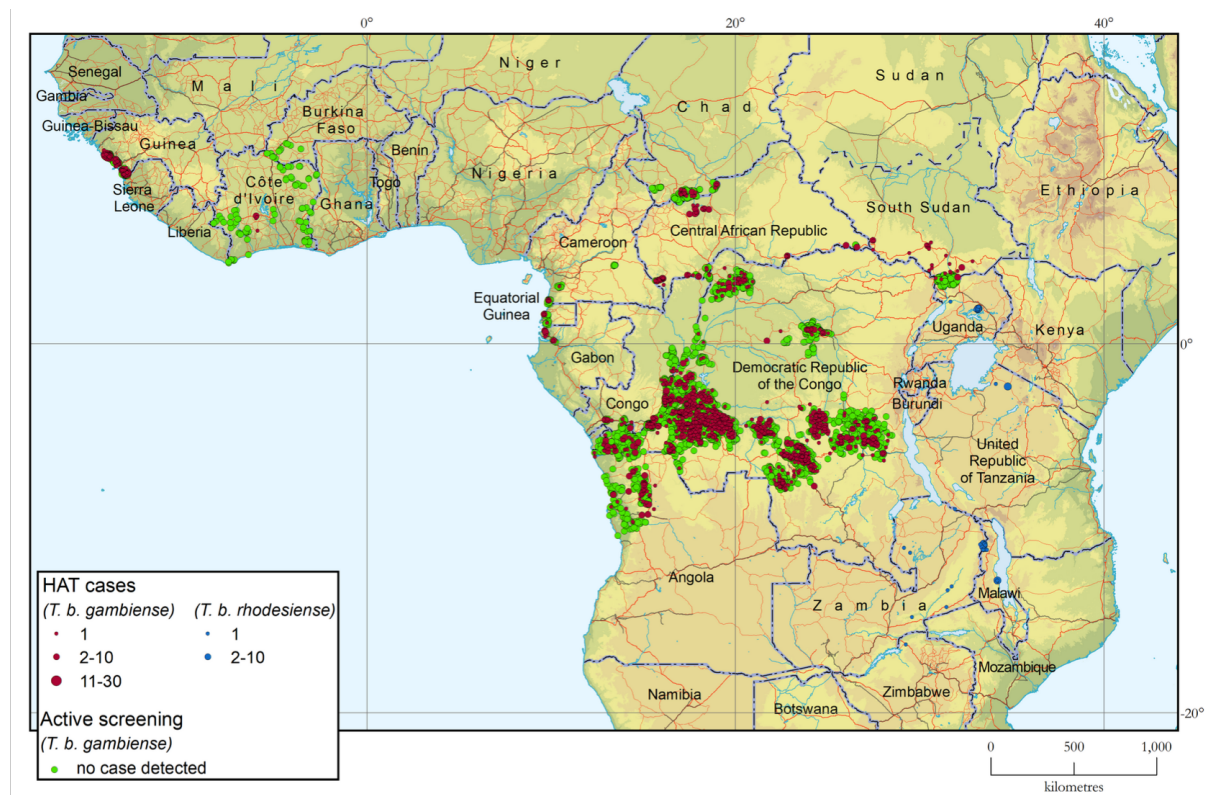 0°
20°
40°
Senegal
Gambia
Guinea-Bissau
Guinea
Sierra
Leone
Liberia
Mali
Burkina
Faso
Côte
d'Ivoire
Ghana
Togo
Benin
Niger
Nigeria
Chad
Sudan
Ethiopia
South Sudan
Central African Republic
Cameroon
Equatorial
Guinea
Gabon
Congo
Democratic Republic
of the Congo
Uganda
Kenya
0°
Rwanda
Burundi
United
Republic
of Tanzania
Angola
Zambia
Malawi
Mozambique
Zimbabwe
Namibia
Botswana
-20°
HAT cases
(T. b. gambiense) (T. b. rhodesiense)
1 1
2-10 2-10
11-30
Active screening
(T. b. gambiense)
no case detected
0 500 1,000
kilometres